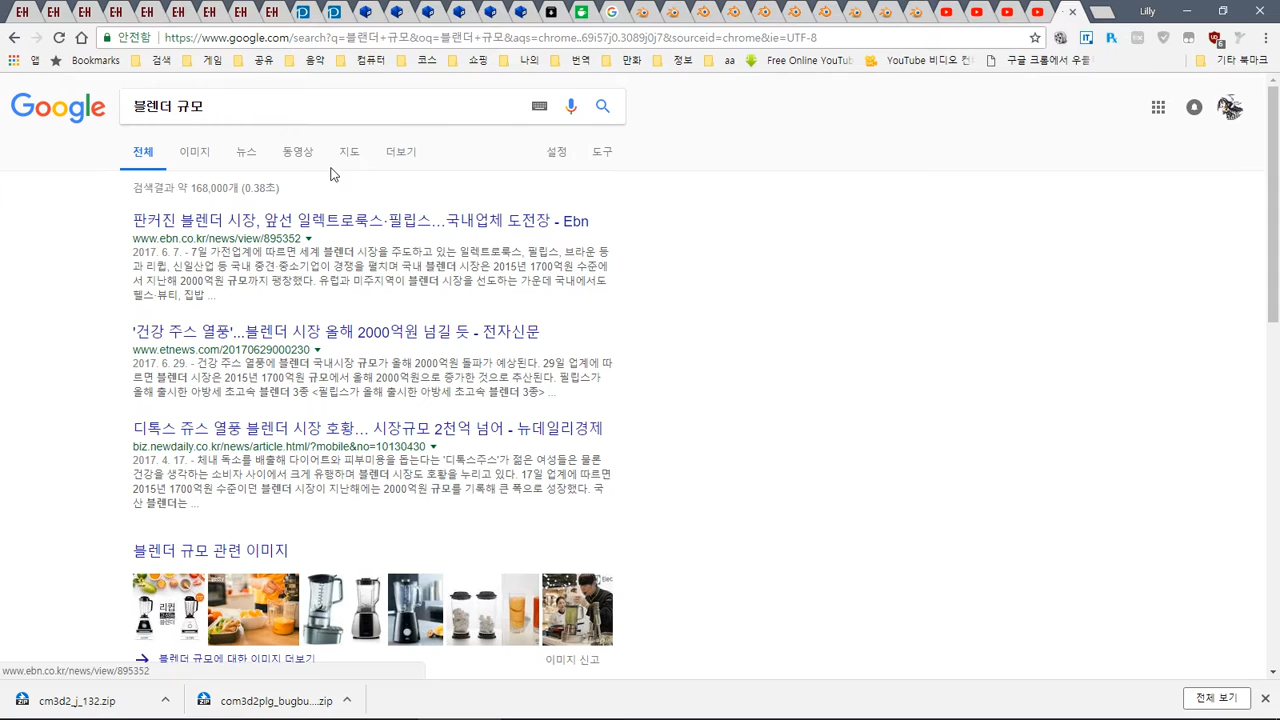 Lilly
안전함 https://www.google.com/search?q=블랜더+규모&oq=블랜더+규모&aqs=chrome..69i57j0.3089j0j7&sourceid=chrome&ie=UTF-8
앱 Bookmarks 검색 게임 공유 음악 컴퓨터 코스 쇼핑 나의 번역 만화 정보 aa Free Online YouTu YouTube 비디오 컨 구글 크롬에서 우클 기타 북마크
Google 블렌더 규모
전체 이미지 뉴스 동영상 지도 더보기 설정 도구
검색결과 약 168,000개 (0.38초)
판커진 블렌더 시장, 앞선 일렉트로룩스·필립스…국내업체 도전장 - Ebn
www.ebn.co.kr/news/view/895352
2017. 6. 7. - 7일 가전업계에 따르면 세계 블렌더 시장을 주도하고 있는 일렉트로룩스, 필립스, 브라운 등
과 리큅, 신일산업 등 국내 중견·중소기업이 경쟁을 펼치며 국내 블렌더 시장은 2015년 1700억원 수준에
서 지난해 2000억원 규모까지 팽창했다. 유럽과 미주지역이 블렌더 시장을 선도하는 가운데 국내에서도
헬스·뷰티, 집밥 ...
'건강 주스 열풍'...블렌더 시장 올해 2000억원 넘길 듯 - 전자신문
www.etnews.com/20170629000230
2017. 6. 29. - 건강 주스 열풍에 블렌더 국내시장 규모가 올해 2000억원 돌파가 예상된다. 29일 업계에 따
르면 블렌더 시장은 2015년 1700억원 규모에서 올해 2000억원으로 증가한 것으로 추산된다. 필립스가
올해 출시한 아방세 초고속 블렌더 3종 <필립스가 올해 출시한 아방세 초고속 블렌더 3종> ...
디톡스 쥬스 열풍 블렌더 시장 호황… 시장규모 2천억 넘어 - 뉴데일리경제
biz.newdaily.co.kr/news/article.html/?mobile&no=10130430
2017. 4. 17. - 체내 독소를 배출해 다이어트와 피부미용을 돕는다는 '디톡스주스'가 젊은 여성들은 물론
건강을 생각하는 소비자 사이에서 크게 유행하며 블렌더 시장도 호황을 누리고 있다. 17일 업계에 따르면
2015년 1700억원 수준이던 블렌더 시장이 지난해에는 2000억원 규모를 기록해 큰 폭으로 성장했다. 국
산 블렌더는 ...
블렌더 규모 관련 이미지
리큅
블렌더 규모에 대한 이미지 더보기 이미지 신고
www.ebn.co.kr/news/view/895352
cm3d2_j_132.zip com3d2plg_bugbu....zip 전체 보기